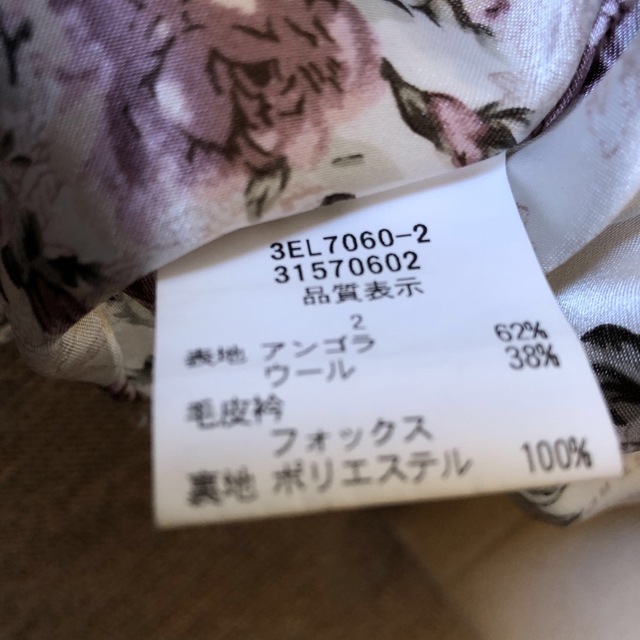 3EL7060-2
31570602
品質表示
2
表地 アンゴラ 62%
ウール 38%
毛皮衿
フォックス
裏地 ポリエステル 100%